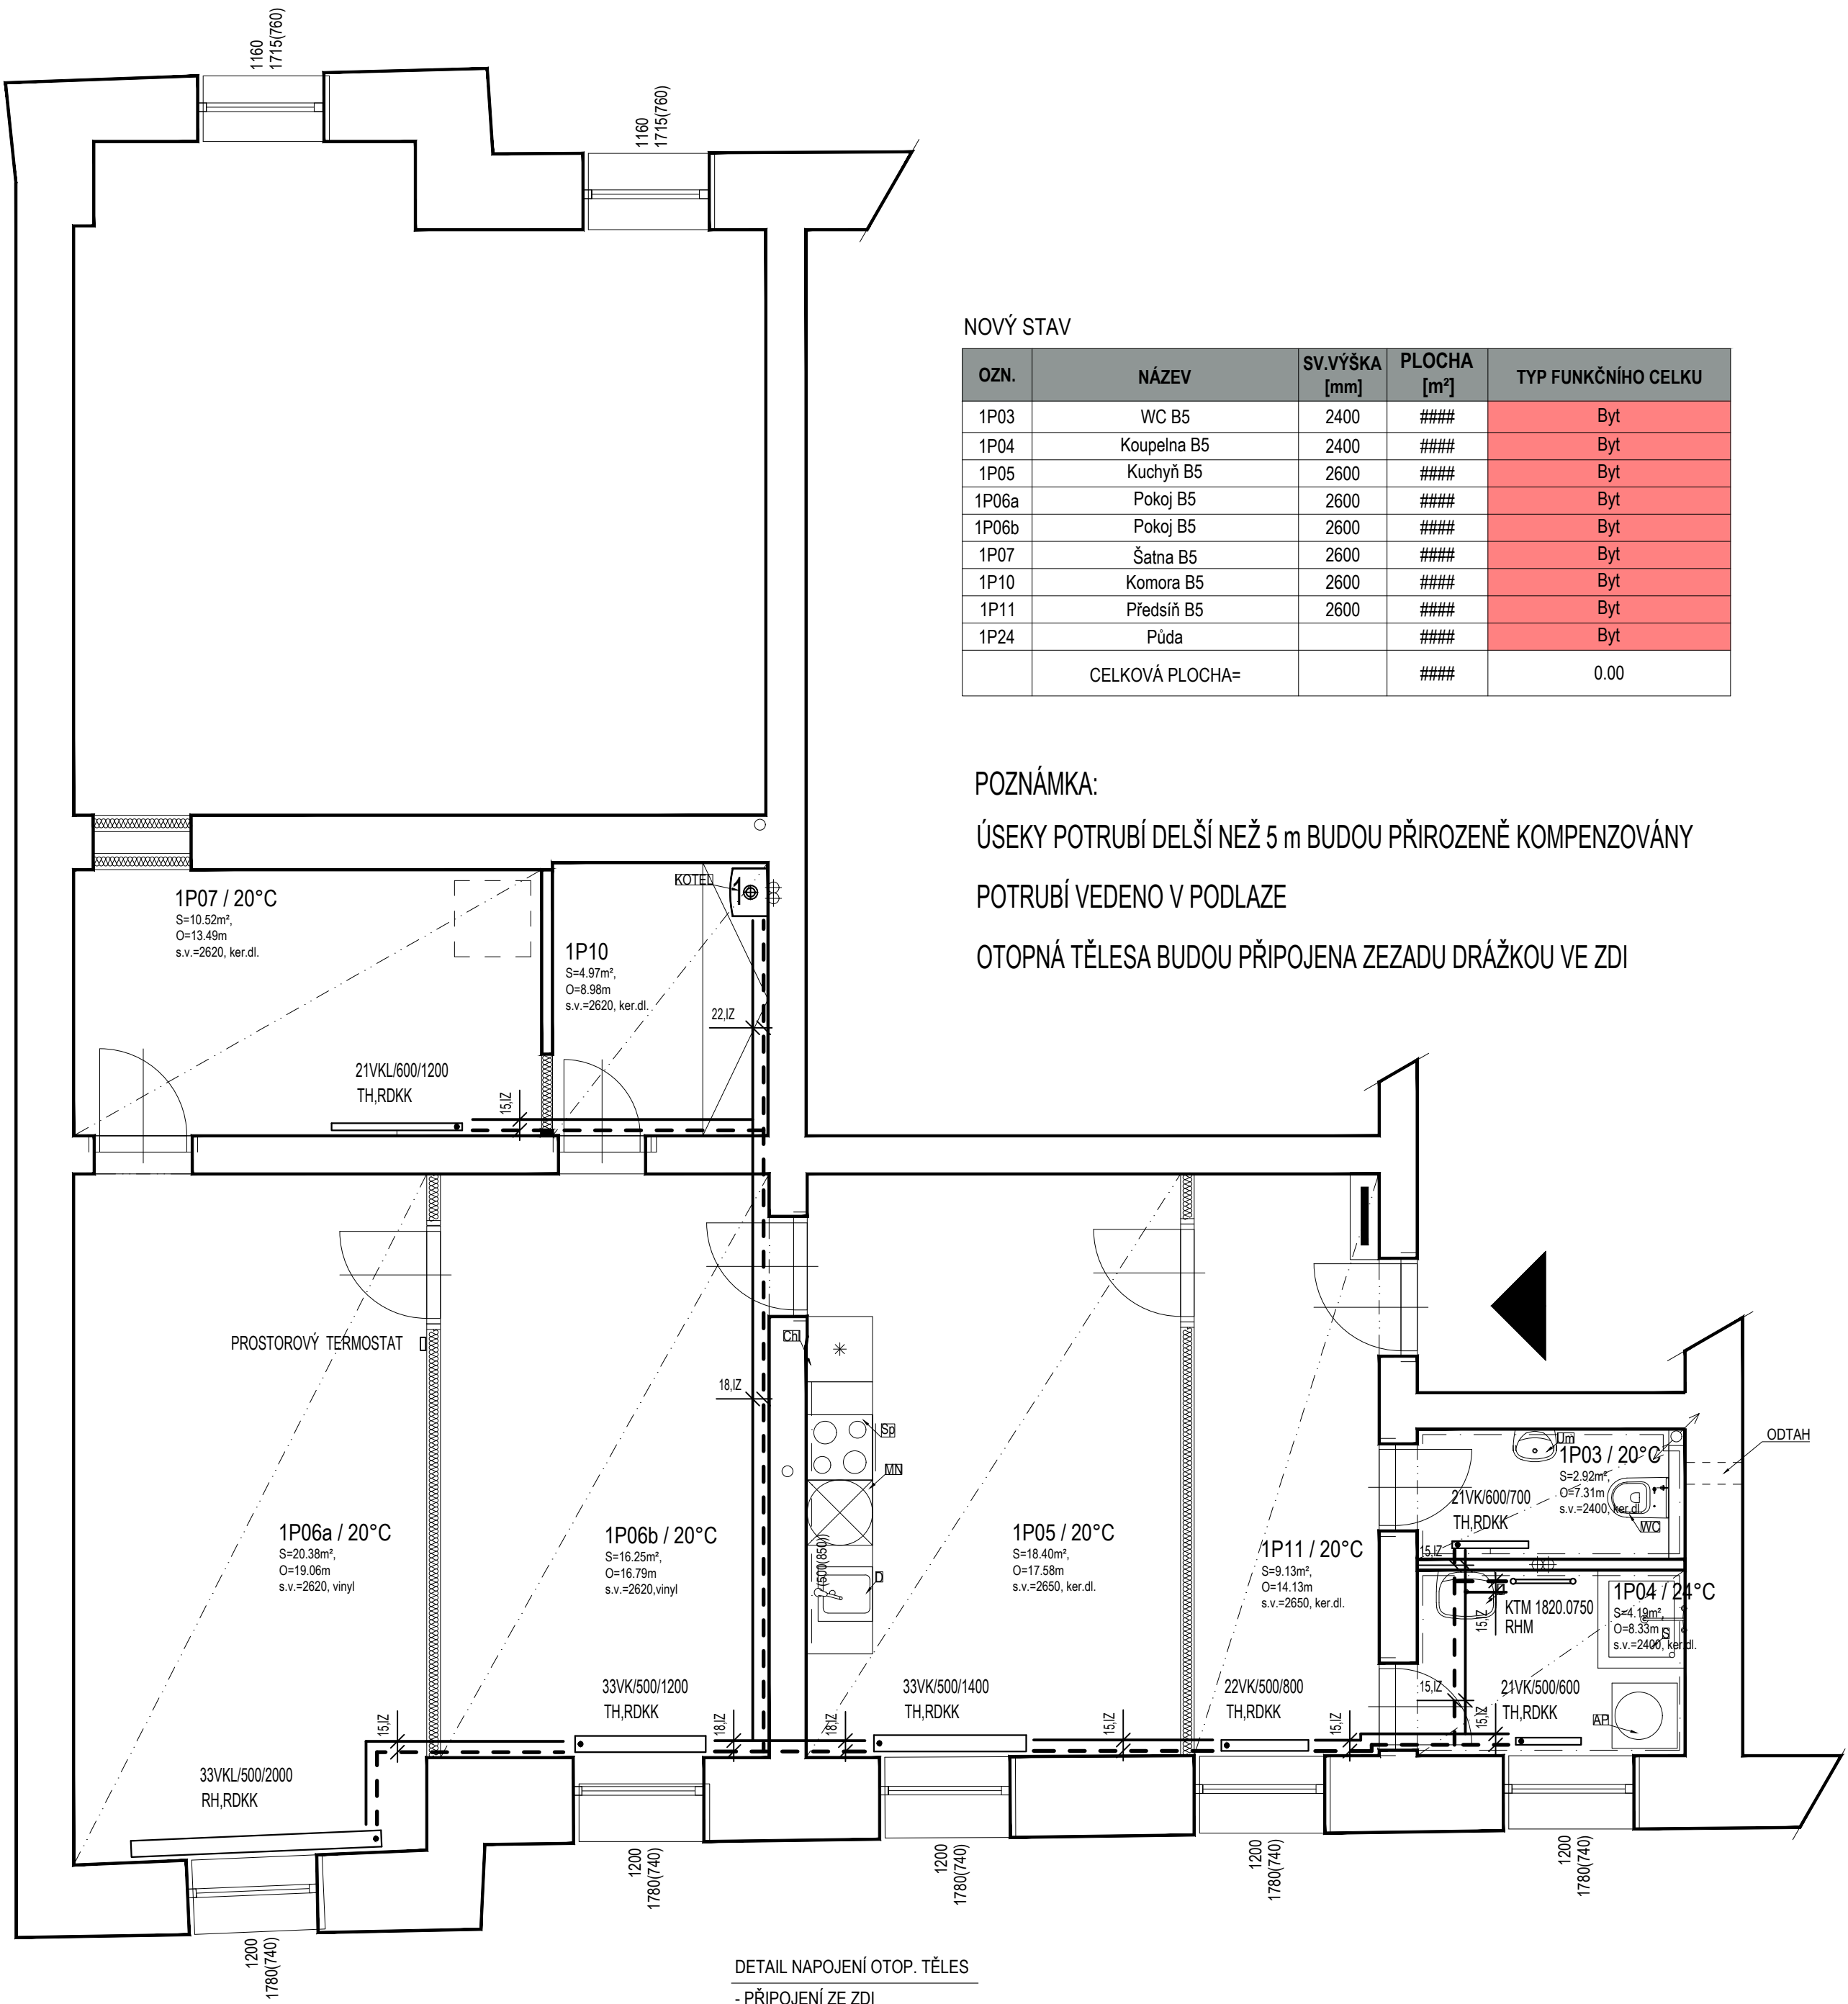 1160
1715(760)
1160
1715(760)
NOVÝ STAV
OZN. NÁZEV SV.VÝŠKA [mm] PLOCHA [m²] TYP FUNKČNÍHO CELKU
1P03 WC B5 2400 #### Byt
1P04 Koupelna B5 2400 #### Byt
1P05 Kuchyň B5 2600 #### Byt
1P06a Pokoj B5 2600 #### Byt
1P06b Pokoj B5 2600 #### Byt
1P07 Šatna B5 2600 #### Byt
1P10 Komora B5 2600 #### Byt
1P11 Předsíň B5 2600 #### Byt
1P24 Půda #### Byt
CELKOVÁ PLOCHA= #### 0.00
POZNÁMKA:
ÚSEKY POTRUBÍ DELŠÍ NEŽ 5 m BUDOU PŘIROZENĚ KOMPENZOVÁNY
POTRUBÍ VEDENO V PODLAZE
OTOPNÁ TĚLESA BUDOU PŘIPOJENA ZEZADU DRÁŽKOU VE ZDI
1P07 / 20°C
S=10.52m²,
O=13.49m
s.v.=2620, ker.dl.
KOTEL
1
1P10
S=4.97m²,
O=8.98m
s.v.=2620, ker.dl.
22,IZ
21VKL/600/1200
TH,RDKK
15,IZ
PROSTOROVÝ TERMOSTAT
Chl
18,IZ
Sp
MN
D
1500(850)
ODTAH
Um
1P03 / 20°C
S=2.92m²,
O=7.31m
s.v.=2400, ker.dl.
WC
21VK/600/700
TH,RDKK
15,IZ
1P06a / 20°C
S=20.38m²,
O=19.06m
s.v.=2620, vinyl
1P06b / 20°C
S=16.25m²,
O=16.79m
s.v.=2620,vinyl
1P05 / 20°C
S=18.40m²,
O=17.58m
s.v.=2650, ker.dl.
1P11 / 20°C
S=9.13m²,
O=14.13m
s.v.=2650, ker.dl.
1P04 / 24°C
S=4.19m²,
O=8.33m
s.v.=2400, ker.dl.
S
KTM 1820.0750
RHM
15,IZ
33VK/500/1200
TH,RDKK
33VK/500/1400
TH,RDKK
22VK/500/800
TH,RDKK
15,IZ
21VK/500/600
TH,RDKK
AP
15,IZ
18,IZ
18,IZ
15,IZ
15,IZ
15,IZ
33VKL/500/2000
RH,RDKK
1200
1780(740)
1200
1780(740)
1200
1780(740)
1200
1780(740)
1200
1780(740)
DETAIL NAPOJENÍ OTOP. TĚLES
- PŘIPOJENÍ ZE ZDI